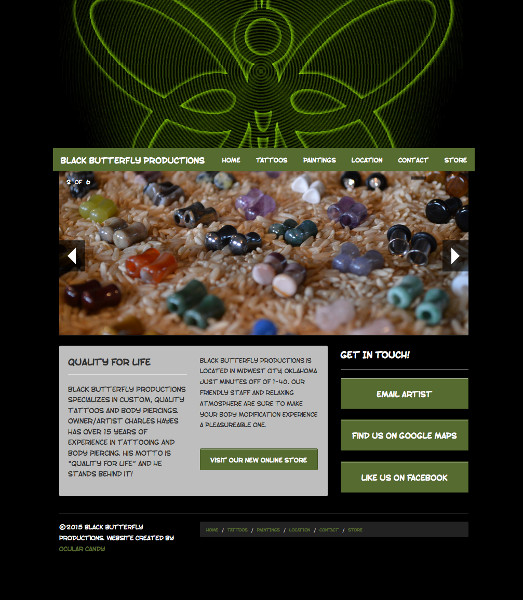 BLACK BUTTERFLY PRODUCTIONS HOME TATTOOS PAINTINGS LOCATION CONTACT STORE
2 OF 6
QUALITY FOR LIFE
BLACK BUTTERFLY PRODUCTIONS
SPECIALIZES IN CUSTOM, QUALITY
TATTOOS AND BODY PIERCINGS.
OWNER/ARTIST CHARLES HAYES
HAS OVER 15 YEARS OF
EXPERIENCE IN TATTOOING AND
BODY PIERCING. HIS MOTTO IS
"QUALITY FOR LIFE" AND HE
STANDS BEHIND IT!
BLACK BUTTERFLY PRODUCTIONS IS
LOCATED IN MIDWEST CITY, OKLAHOMA
JUST MINUTES OFF OF I-40. OUR
FRIENDLY STAFF AND RELAXING
ATMOSPHERE ARE SURE TO MAKE
YOUR BODY MODIFICATION EXPERIENCE
A PLEASUREABLE ONE.
VISIT OUR NEW ONLINE STORE
GET IN TOUCH!
EMAIL ARTIST
FIND US ON GOOGLE MAPS
LIKE US ON FACEBOOK
©2015 BLACK BUTTERFLY
PRODUCTIONS. WEBSITE CREATED BY
OCULAR CANDY
HOME / TATTOOS / PAINTINGS / LOCATION / CONTACT / STORE